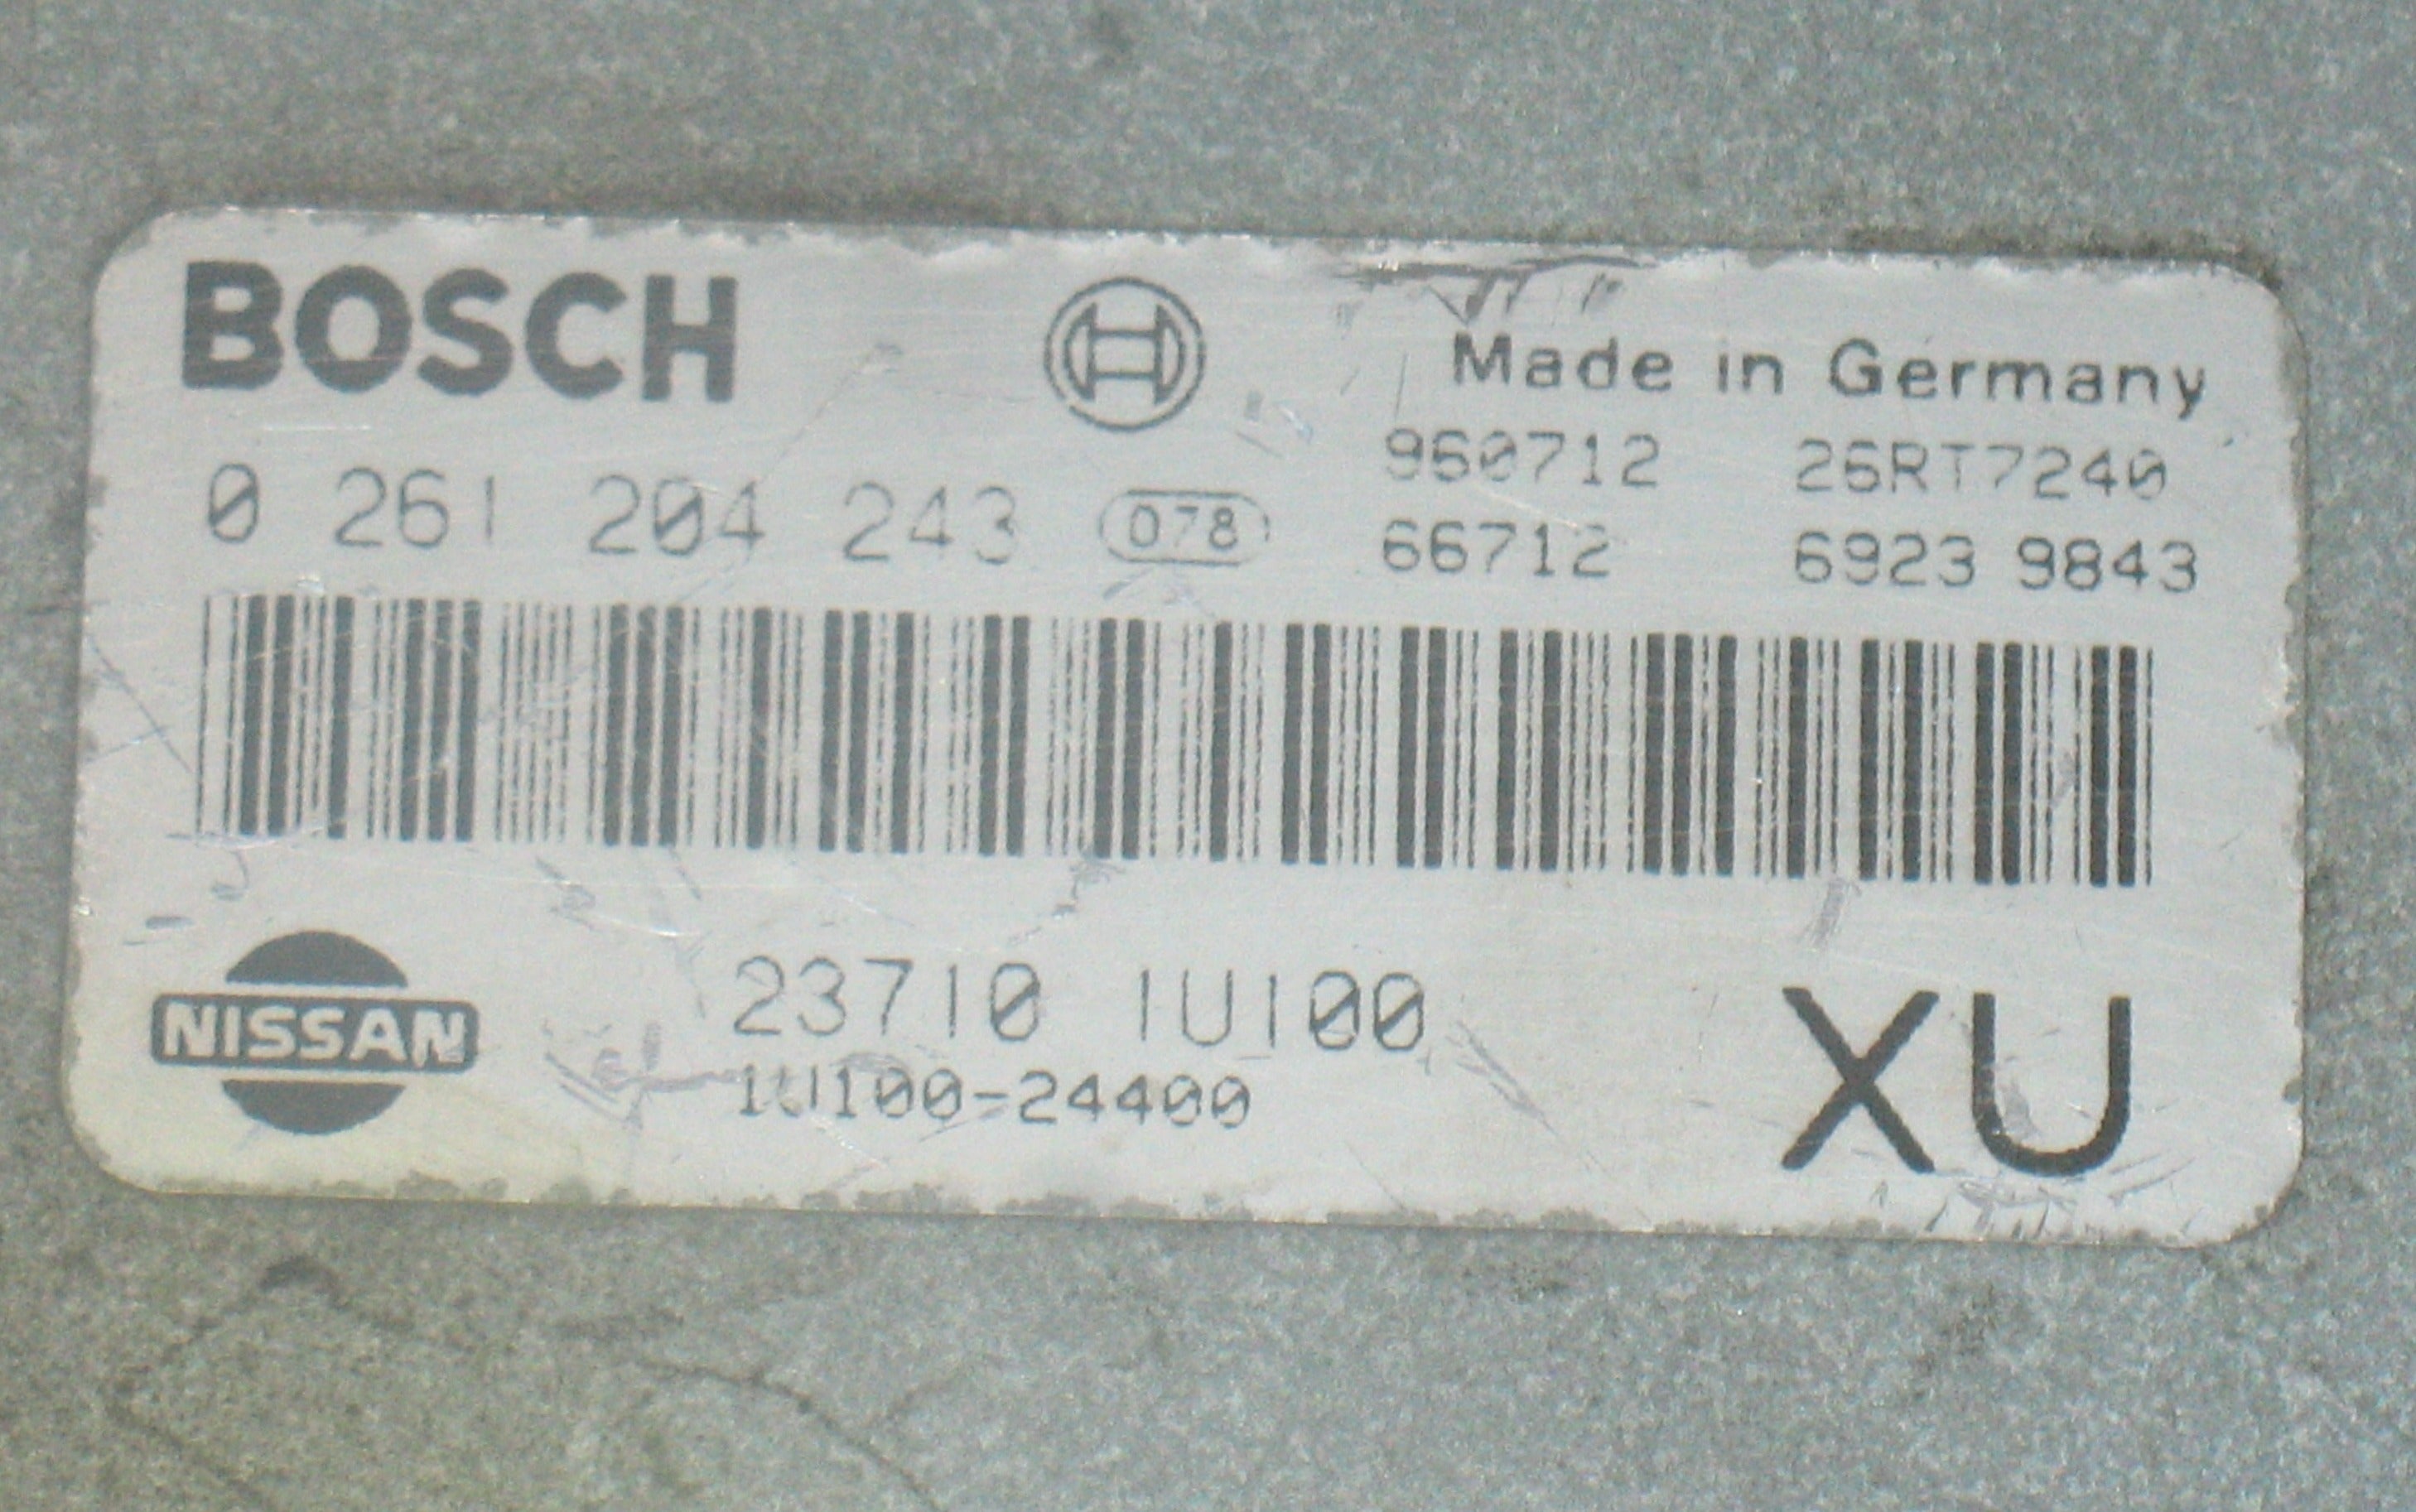 BOSCH
Made in Germany
960712 26RT7240
0 261 204 243 078
66712 6923 9843
NISSAN
23710 1U100
1U100-24400
XU